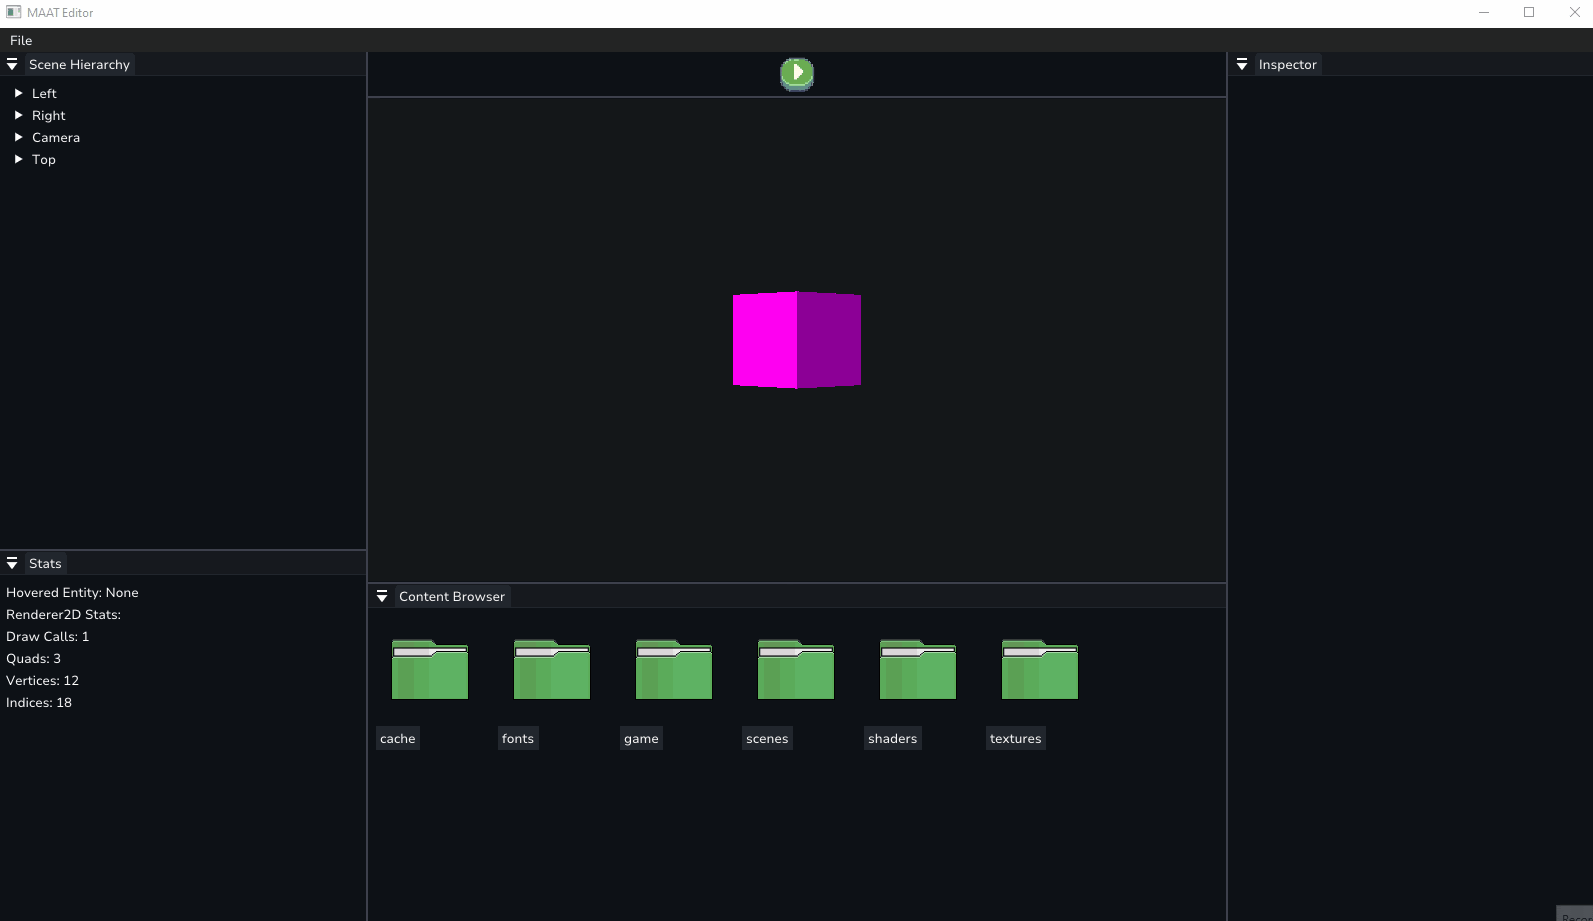 MAAT Editor
File
Scene Hierarchy
Left
Right
Camera
Top
Inspector
Stats
Hovered Entity: None
Renderer2D Stats:
Draw Calls: 1
Quads: 3
Vertices: 12
Indices: 18
Content Browser
cache
fonts
game
scenes
shaders
textures